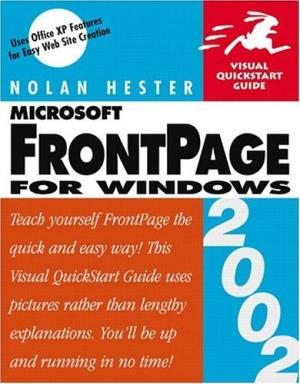 Uses Office XP Features
for Easy Web Site Creation
VISUAL
QUICKSTART
GUIDE
NOLAN HESTER
MICROSOFT
FRONTPAGE
FOR WINDOWS
2002
Teach yourself FrontPage the
quick and easy way! This
Visual QuickStart Guide uses
pictures rather than lengthy
explanations. You'll be up
and running in no time!